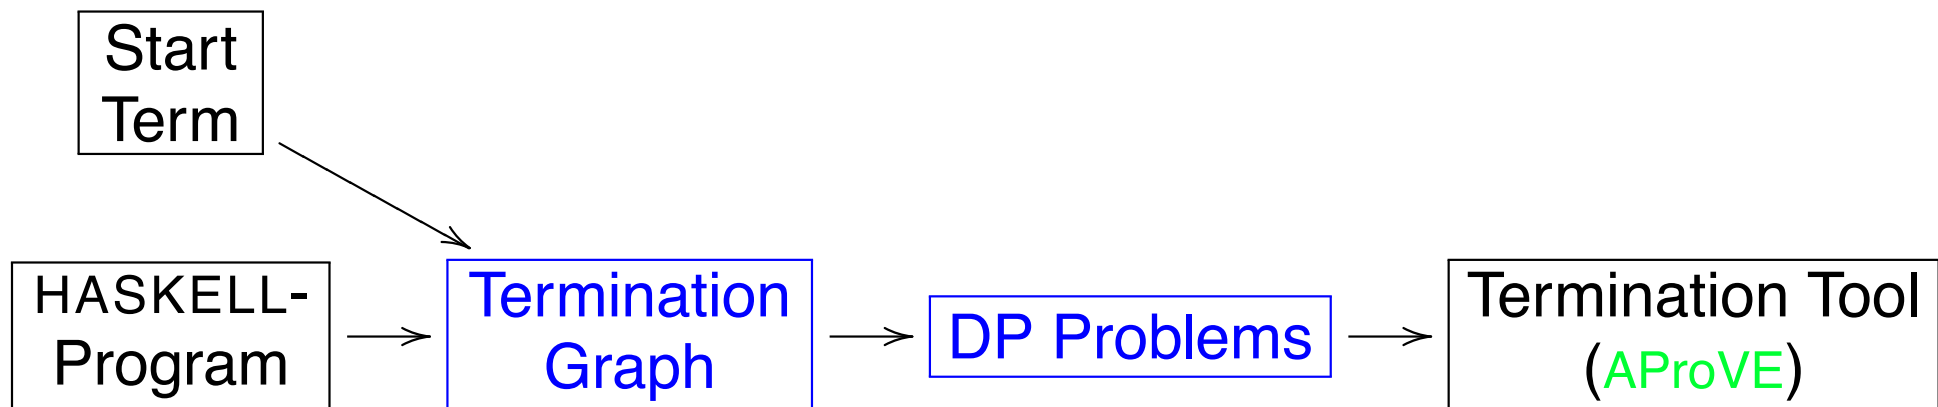 Start
Term
HASKELL-
Program
Termination
Graph
DP Problems
Termination Tool
(AProVE)